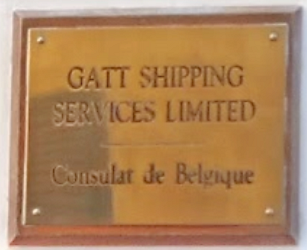 GATT SHIPPING
SERVICES LIMITED
Consulat de Belgique